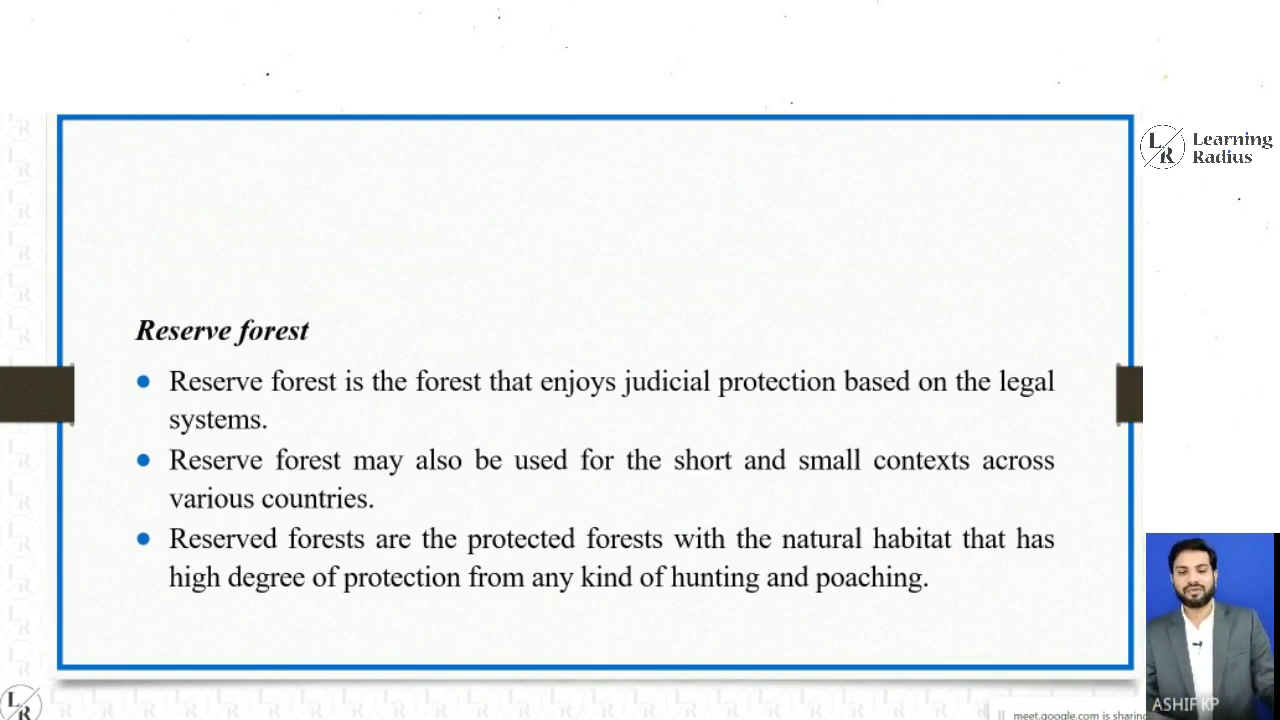 L
R
Learning
Radius
Reserve forest
Reserve forest is the forest that enjoys judicial protection based on the legal
systems.
Reserve forest may also be used for the short and small contexts across
various countries.
Reserved forests are the protected forests with the natural habitat that has
high degree of protection from any kind of hunting and poaching.
ASHIF KP
L
R
meet.google.com is sharing